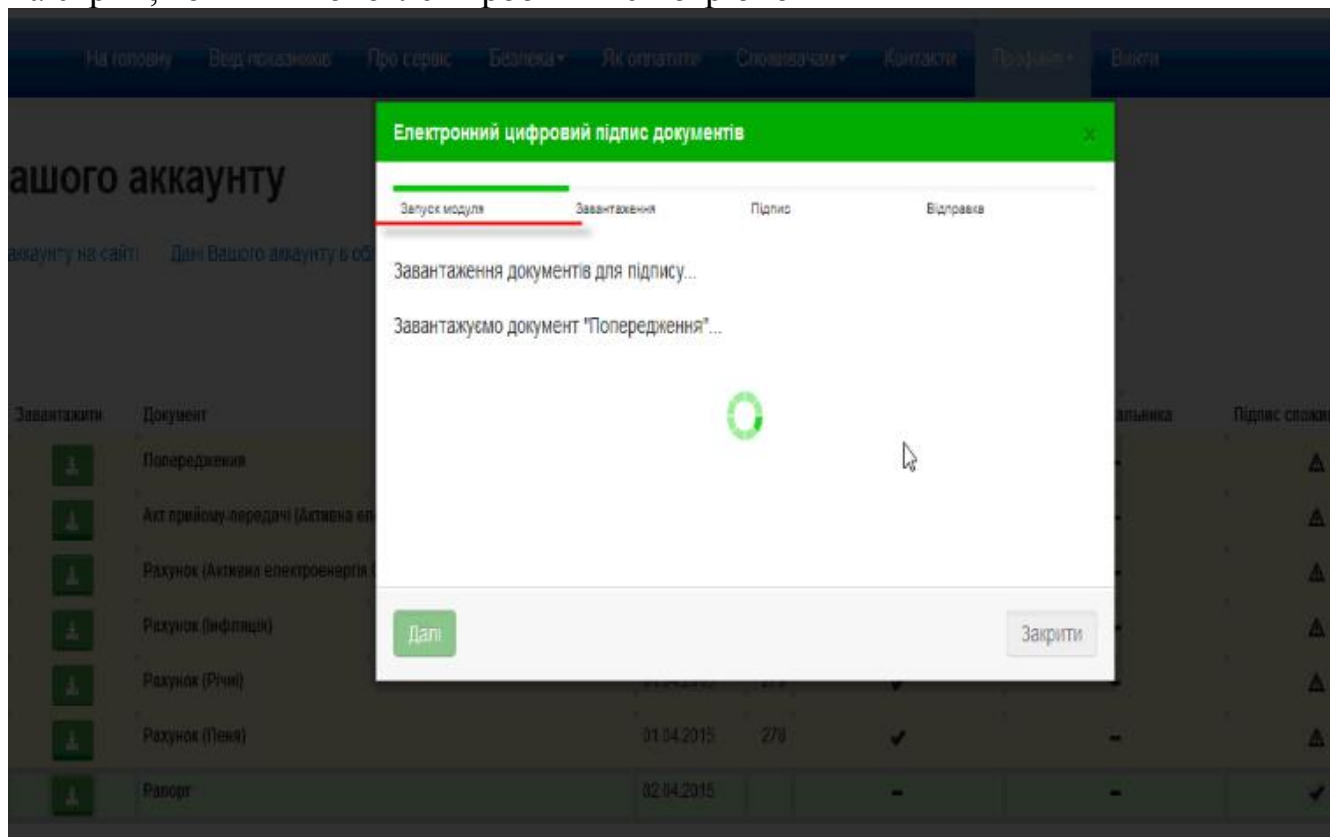 На головну Ввід показників Про сервіс Безпека Як оплатити Споживачам Контакти Профайл Вийти
Електронний цифровий підпис документів ×
ашого аккаунту
Запуск модуля Завантаження Підпис Відправка
аккаунту на сайті Дані Вашого аккаунту в об
Завантаження документів для підпису...
Завантажуємо документ "Попередження"...
Завантажити Документ альника Підпис спожив
Попередження
Акт прийому-передачі (Активна ел
Рахунок (Активна електроенергія
Рахунок (Інфляція)
Далі Закрити
Рахунок (Річні)
Рахунок (Пеня) 01.04.2015 278
Рапорт 02.04.2015